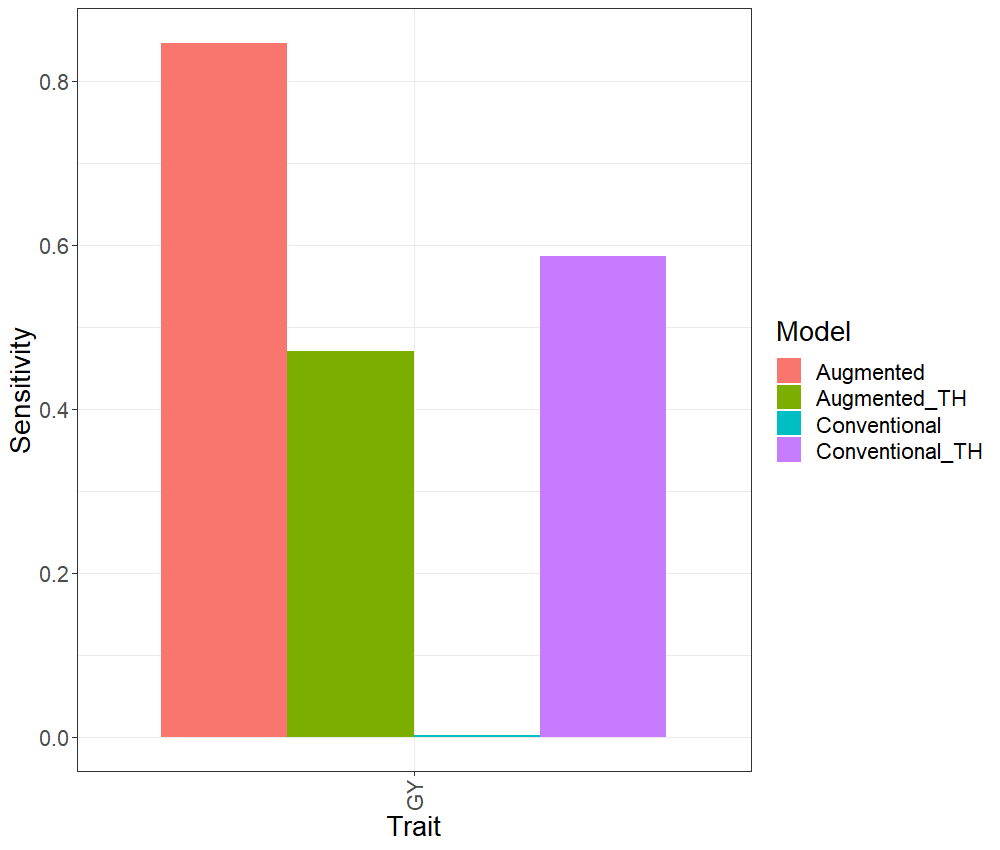 Sensitivity
0.8
0.6
0.4
0.2
0.0
GY
Trait
Model
Augmented
Augmented_TH
Conventional
Conventional_TH